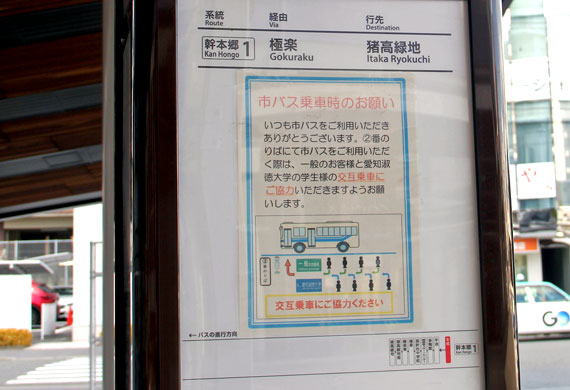 系統 経由 行先
Route Via Destination
幹本郷1 極楽 猪高緑地
Kan Hongo Gokuraku Itaka Ryokuchi
市バス乗車時のお願い
いつも市バスをご利用いただき
ありがとうございます。②番の
りばにて市バスをご利用いただ
く際は、一般のお客様と愛知淑
徳大学の学生様の交互乗車に
ご協力いただきますようお願
いします。
交互乗車にご協力ください
←バスの進行方向
幹本郷1
Kan Hongo
や
GO